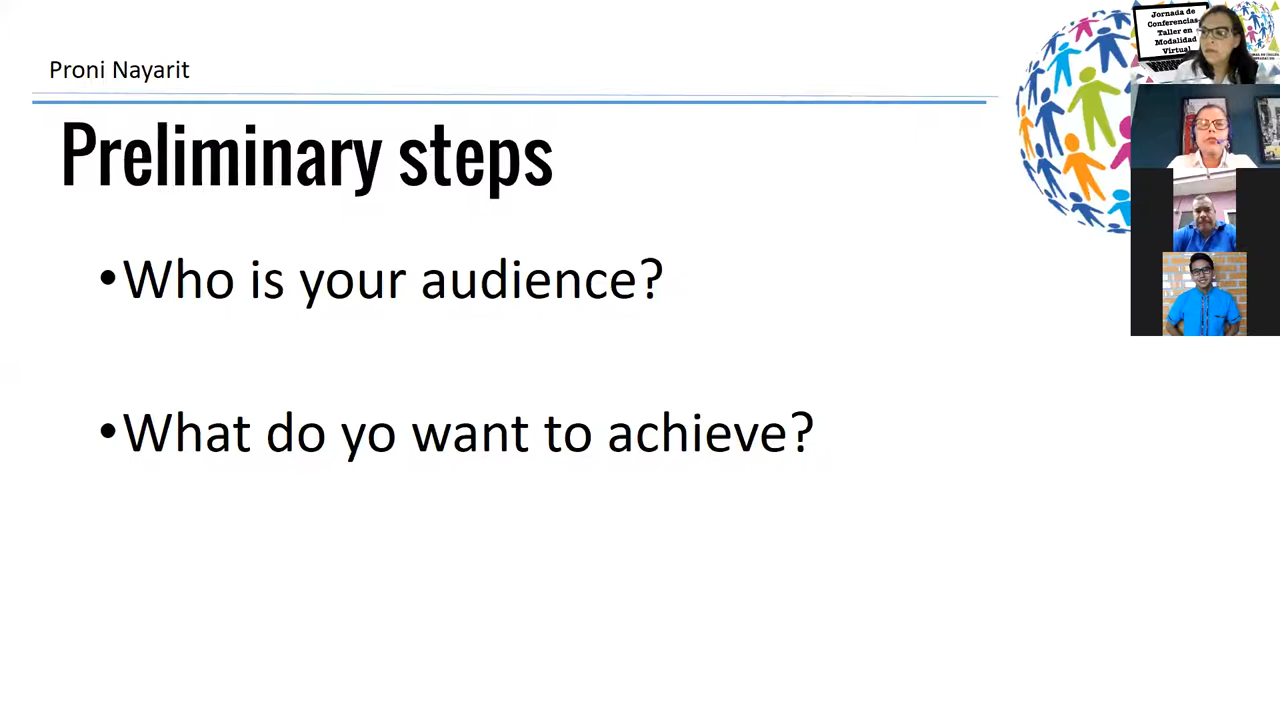 Proni Nayarit
Preliminary steps
•Who is your audience?
•What do yo want to achieve?
Jornada de
Conferencias-
Taller en
Modalidad
Virtual